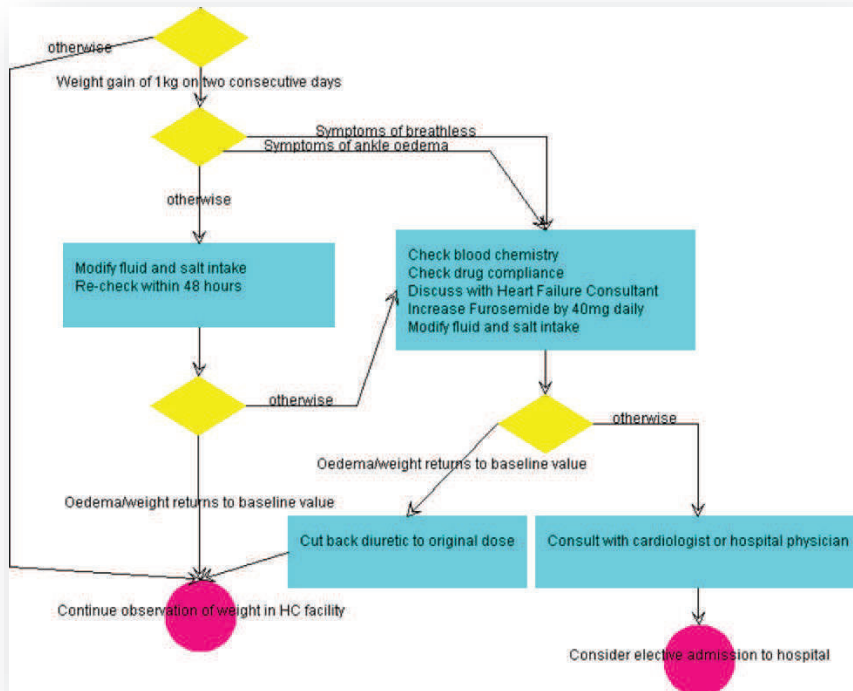 otherwise
Weight gain of 1kg on two consecutive days
Symptoms of breathless
Symptoms of ankle oedema
otherwise
Modify fluid and salt intake
Re-check within 48 hours
Check blood chemistry
Check drug compliance
Discuss with Heart Failure Consultant
Increase Furosemide by 40mg daily
Modify fluid and salt intake
otherwise
otherwise
Oedema/weight returns to baseline value
Oedema/weight returns to baseline value
Cut back diuretic to original dose
Consult with cardiologist or hospital physician
Continue observation of weight in HC facility
Consider elective admission to hospital